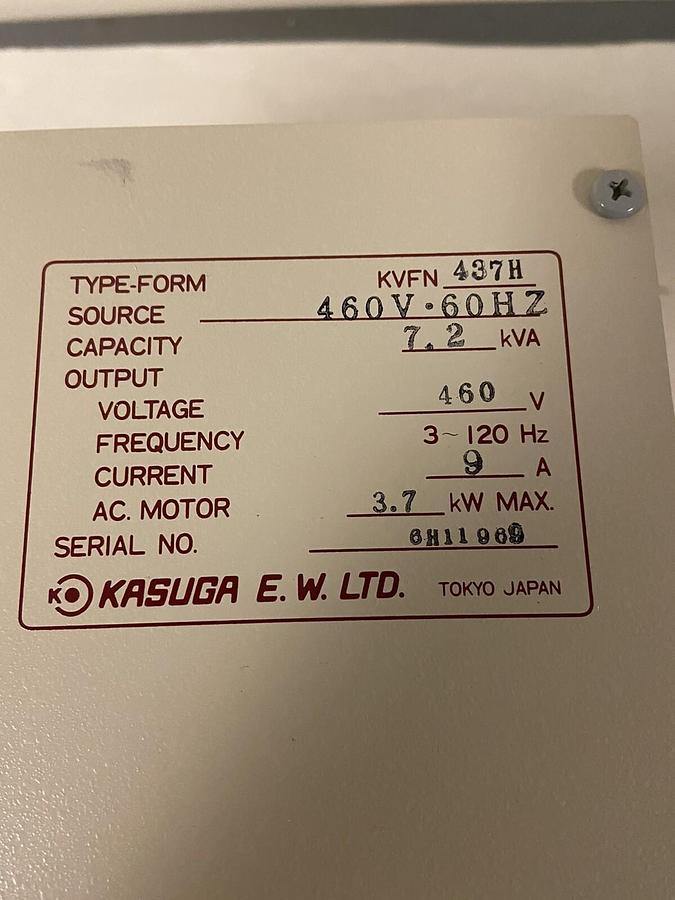 TYPE-FORM KVFN 437H
SOURCE 460V·60HZ
CAPACITY 7.2 kVA
OUTPUT
VOLTAGE 460 V
FREQUENCY 3~120 Hz
CURRENT 9 A
AC. MOTOR 3.7 kW MAX.
SERIAL NO. 6H11969
KASUGA E. W. LTD. TOKYO JAPAN